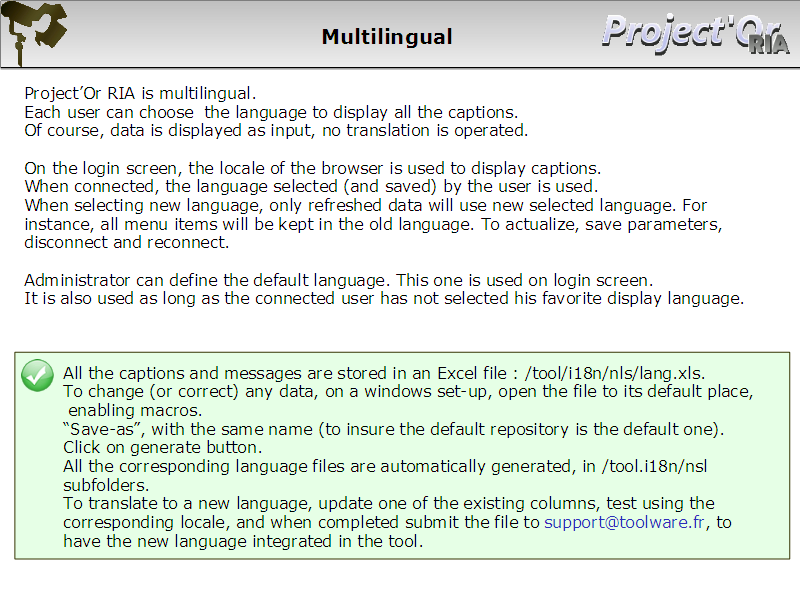 Multilingual
Project'Or
RIA
Project’Or RIA is multilingual.
Each user can choose  the language to display all the captions.
Of course, data is displayed as input, no translation is operated.
On the login screen, the locale of the browser is used to display captions.
When connected, the language selected (and saved) by the user is used.
When selecting new language, only refreshed data will use new selected language. For
instance, all menu items will be kept in the old language. To actualize, save parameters,
disconnect and reconnect.
Administrator can define the default language. This one is used on login screen.
It is also used as long as the connected user has not selected his favorite display language.
All the captions and messages are stored in an Excel file : /tool/i18n/nls/lang.xls.
To change (or correct) any data, on a windows set-up, open the file to its default place,
enabling macros.
“Save-as”, with the same name (to insure the default repository is the default one).
Click on generate button.
All the corresponding language files are automatically generated, in /tool.i18n/nsl
subfolders.
To translate to a new language, update one of the existing columns, test using the
corresponding locale, and when completed submit the file to support@toolware.fr, to
have the new language integrated in the tool.